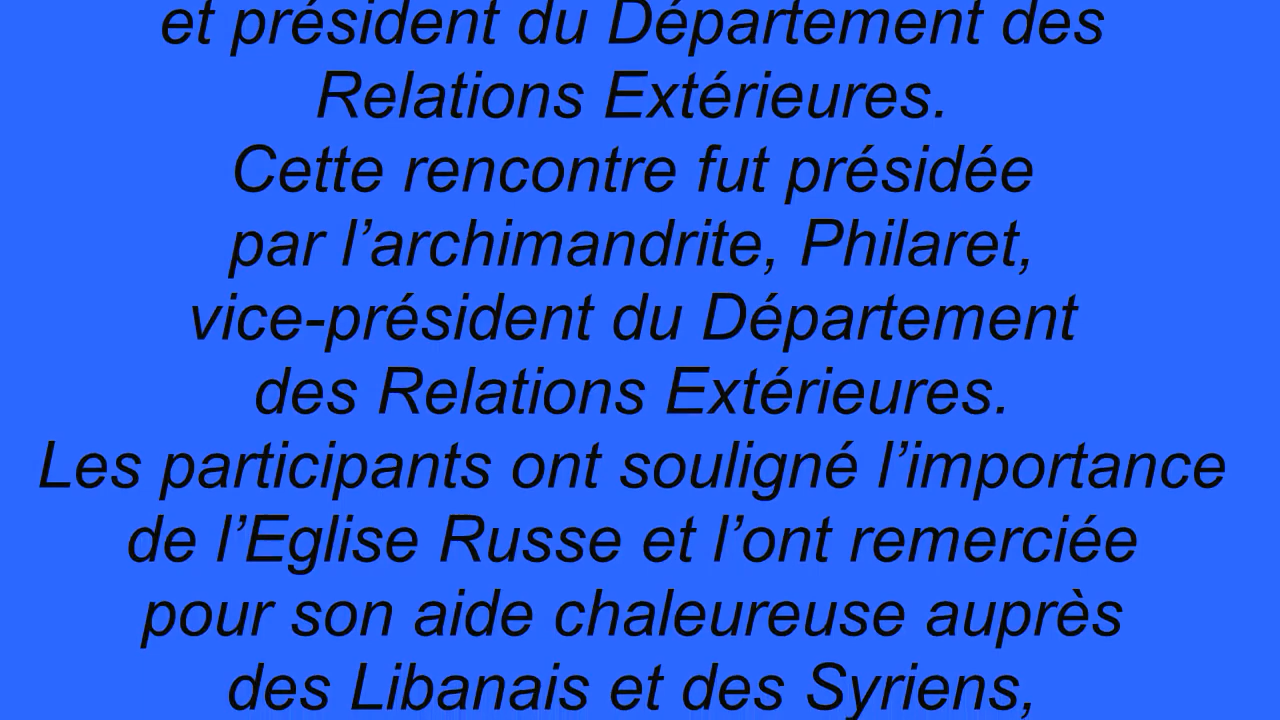 et président du Département des
Relations Extérieures.
Cette rencontre fut présidée
par l’archimandrite, Philaret,
vice-président du Département
des Relations Extérieures.
Les participants ont souligné l’importance
de l’Eglise Russe et l’ont remerciée
pour son aide chaleureuse auprès
des Libanais et des Syriens,